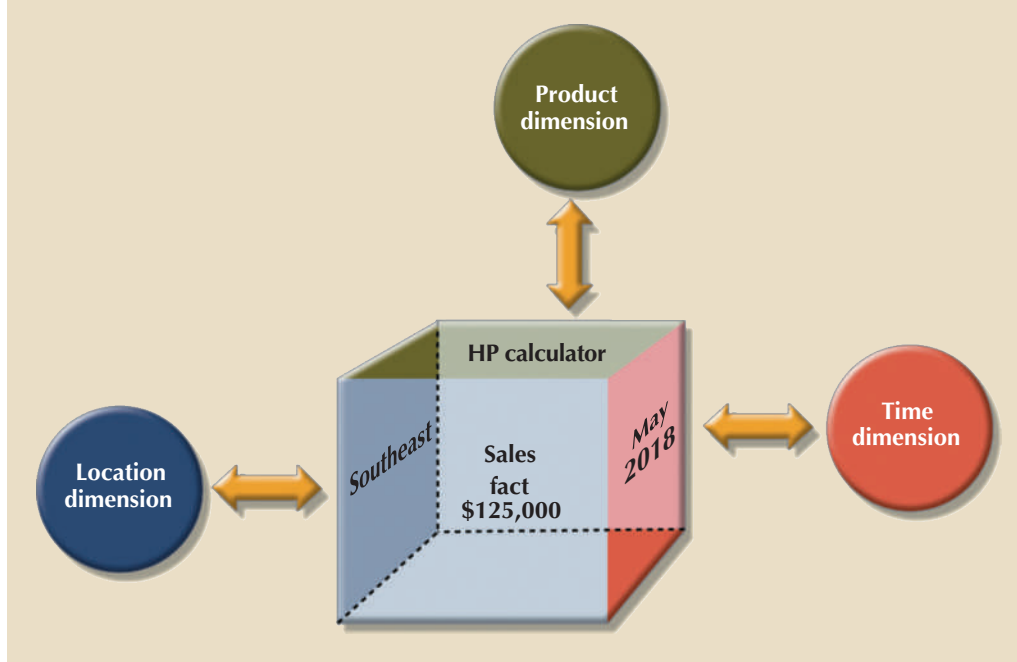 Product
dimension
HP calculator
Southeast
Sales
fact
$125,000
May
2018
Time
dimension
Location
dimension